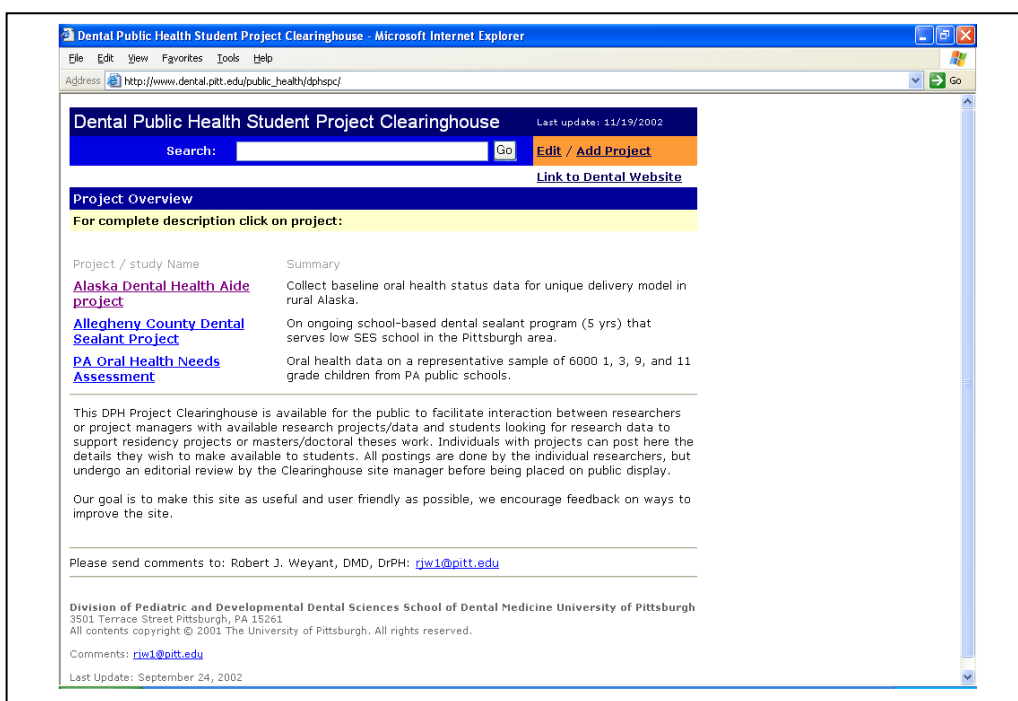 Dental Public Health Student Project Clearinghouse - Microsoft Internet Explorer
File Edit View Favorites Tools Help
Address http://www.dental.pitt.edu/public_health/dphspc/ Go
Dental Public Health Student Project Clearinghouse Last update: 11/19/2002
Search: Go Edit / Add Project
Link to Dental Website
Project Overview
For complete description click on project:
Project / study Name Summary
Alaska Dental Health Aide Collect baseline oral health status data for unique delivery model in
project rural Alaska.
Allegheny County Dental On ongoing school-based dental sealant program (5 yrs) that
Sealant Project serves low SES school in the Pittsburgh area.
PA Oral Health Needs Oral health data on a representative sample of 6000 1, 3, 9, and 11
Assessment grade children from PA public schools.
This DPH Project Clearinghouse is available for the public to facilitate interaction between researchers
or project managers with available research projects/data and students looking for research data to
support residency projects or masters/doctoral theses work. Individuals with projects can post here the
details they wish to make available to students. All postings are done by the individual researchers, but
undergo an editorial review by the Clearinghouse site manager before being placed on public display.
Our goal is to make this site as useful and user friendly as possible, we encourage feedback on ways to
improve the site.
Please send comments to: Robert J. Weyant, DMD, DrPH: rjw1@pitt.edu
Division of Pediatric and Developmental Dental Sciences School of Dental Medicine University of Pittsburgh
3501 Terrace Street Pittsburgh, PA 15261
All contents copyright © 2001 The University of Pittsburgh. All rights reserved.
Comments: rjw1@pitt.edu
Last Update: September 24, 2002